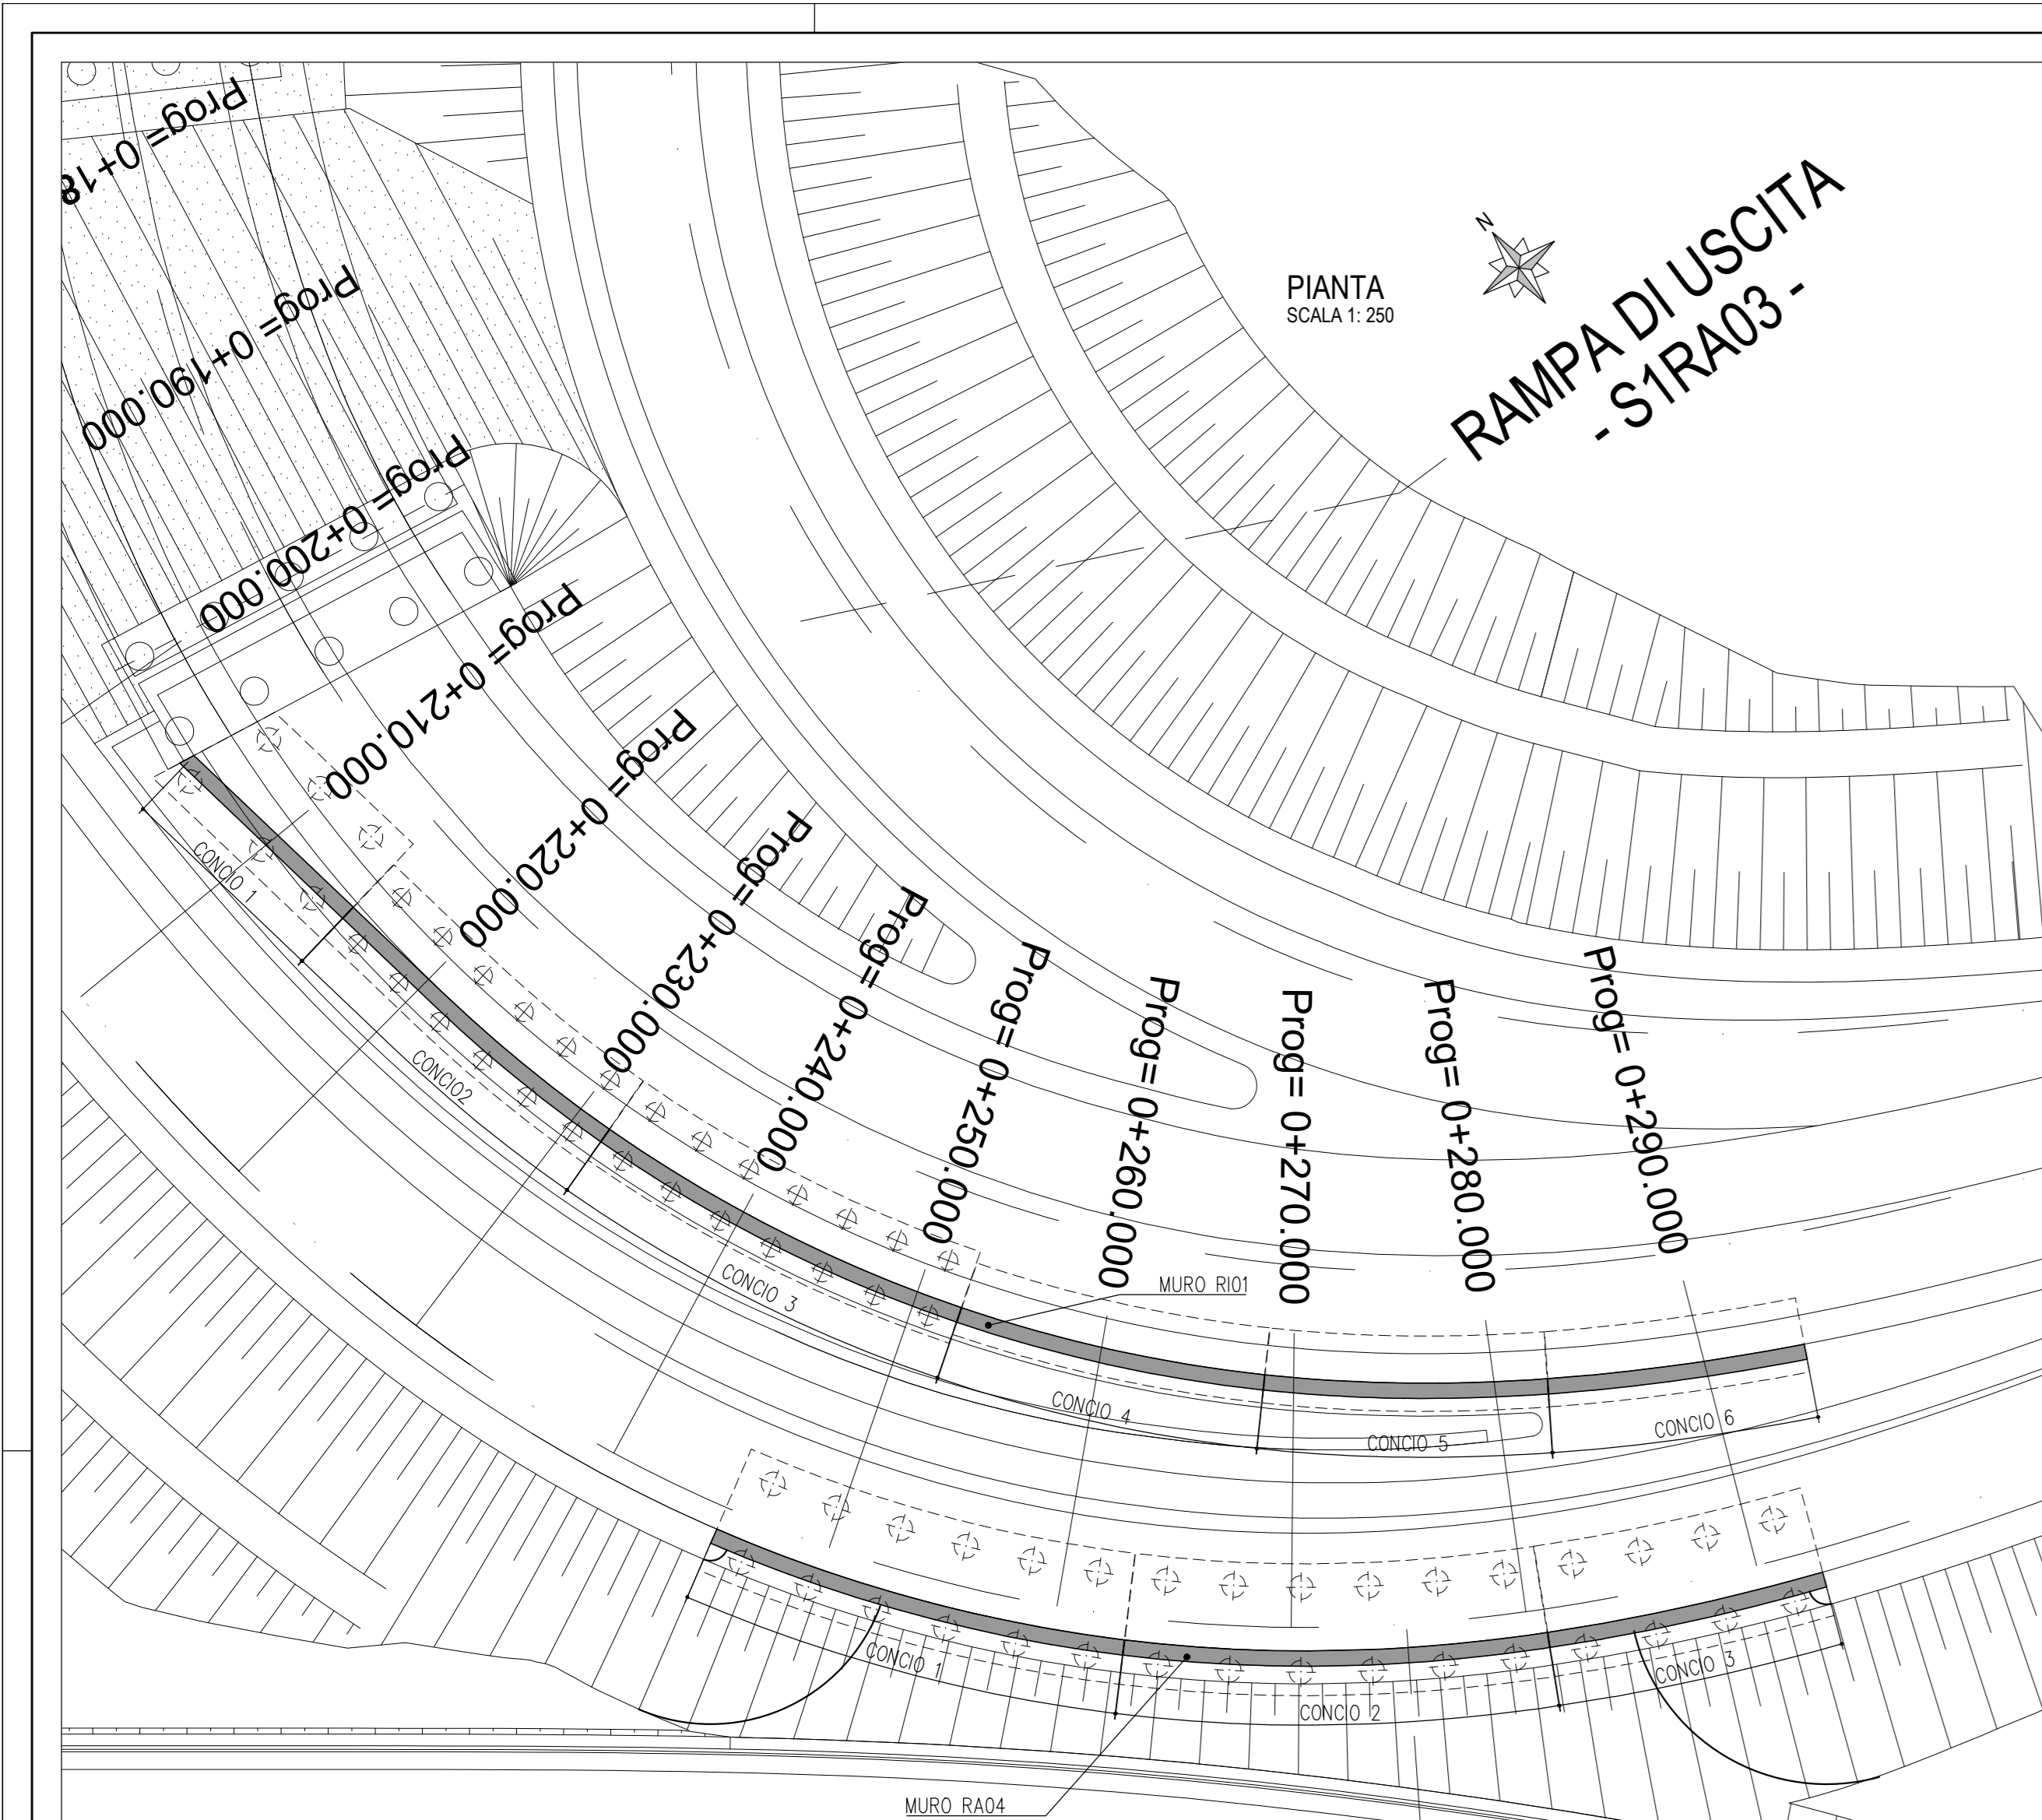 Prog= 0+18
Prog= 0+190.000
Prog= 0+200.000
Prog= 0+210.000
Prog= 0+220.000
Prog= 0+230.000
Prog= 0+240.000
Prog= 0+250.000
Prog= 0+260.000
Prog= 0+270.000
Prog= 0+280.000
Prog= 0+290.000
PIANTA
SCALA 1: 250
N
RAMPA DI USCITA
- S1RA03 -
CONCIO 1
CONCIO2
CONCIO 3
MURO RI01
CONCIO 4
CONCIO 5
CONCIO 6
CONCIO 1
CONCIO 2
CONCIO 3
MURO RA04